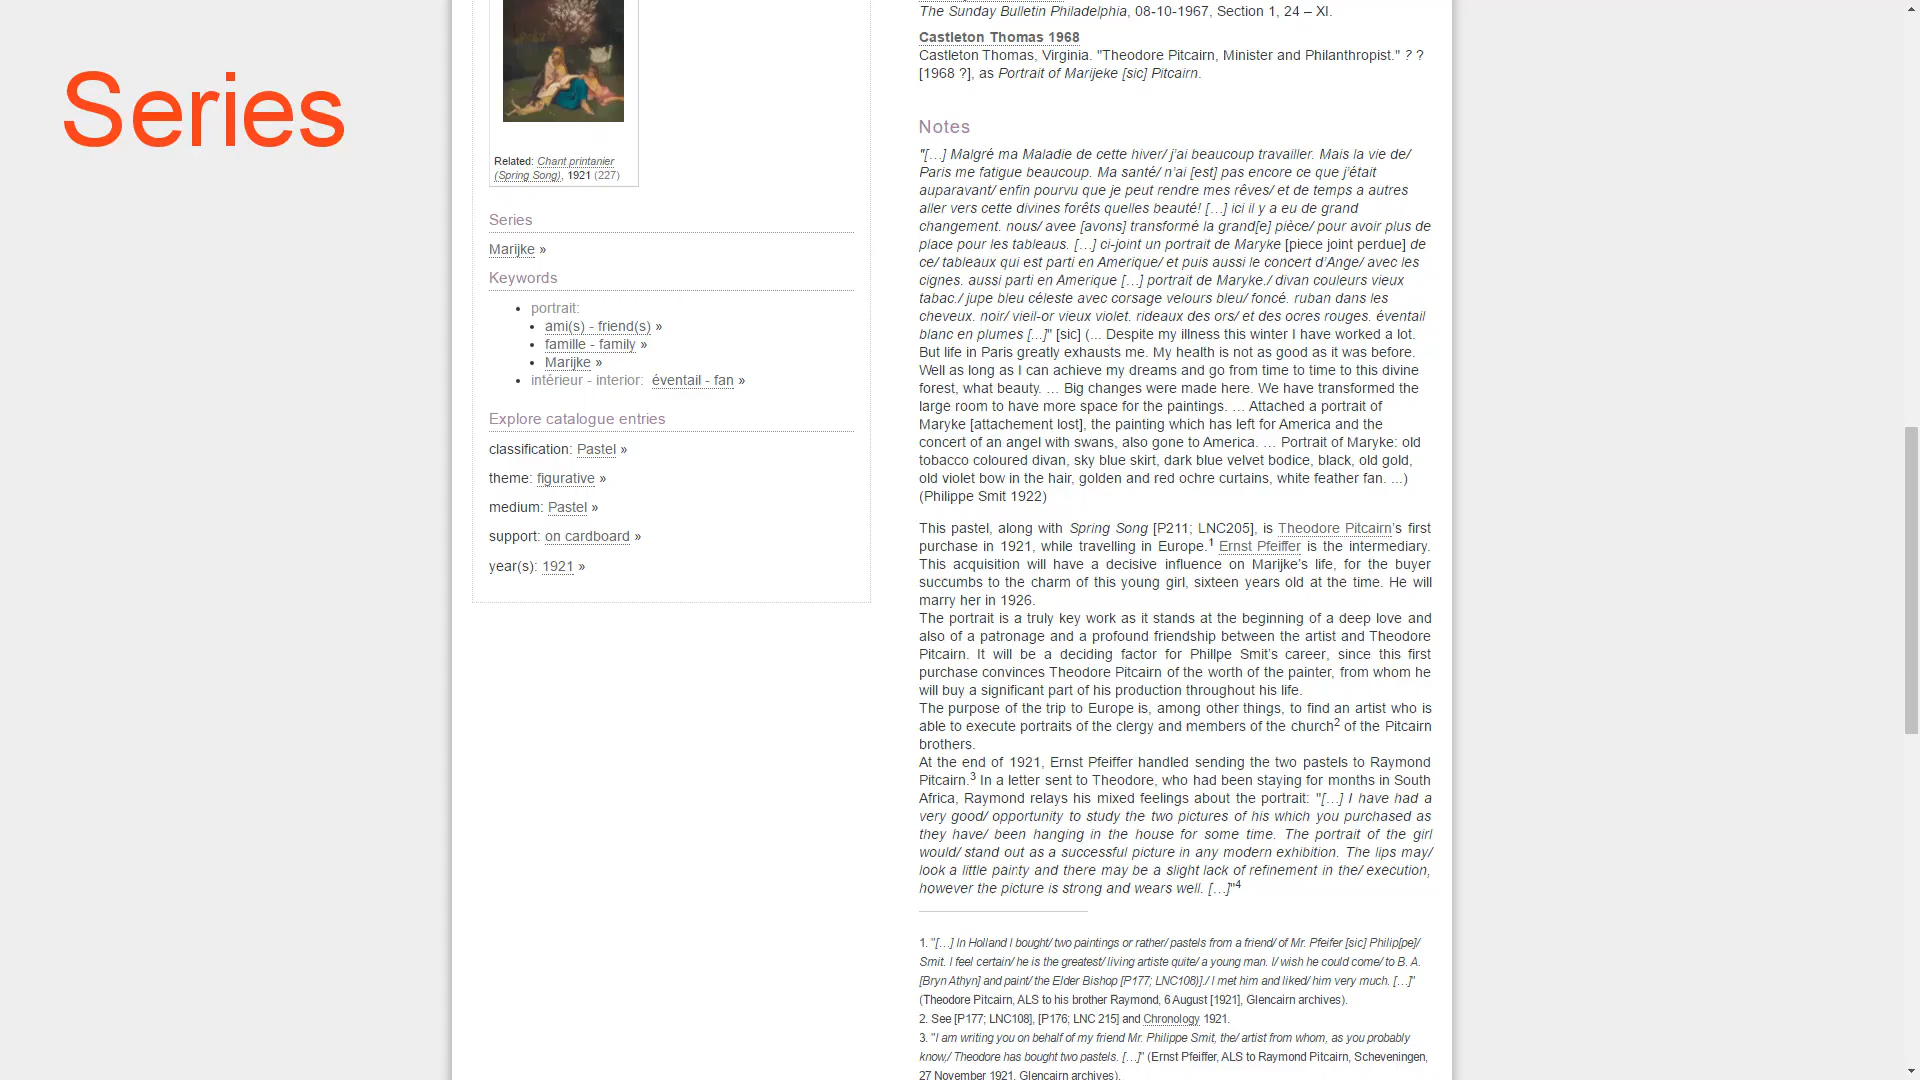 Series
Related: Chant printanier
(Spring Song), 1921 (227)
Series
Marijke »
Keywords
• portrait:
• ami(s) - friend(s) »
• famille - family »
• Marijke »
• intérieur - interior: éventail - fan »
Explore catalogue entries
classification: Pastel »
theme: figurative »
medium: Pastel »
support: on cardboard »
year(s): 1921 »
The Sunday Bulletin Philadelphia, 08-10-1967, Section 1, 24 – XI.
Castleton Thomas 1968
Castleton Thomas, Virginia. "Theodore Pitcairn, Minister and Philanthropist." ? ?
[1968 ?], as Portrait of Marijeke [sic] Pitcairn.
Notes
"[…] Malgré ma Maladie de cette hiver/ j’ai beaucoup travailler. Mais la vie de/
Paris me fatigue beaucoup. Ma santé/ n’ai [est] pas encore ce que j’était
auparavant/ enfin pourvu que je peut rendre mes rêves/ et de temps a autres
aller vers cette divines forêts quelles beauté! […] ici il y a eu de grand
changement. nous/ avee [avons] transformé la grand[e] pièce/ pour avoir plus de
place pour les tableaus. […] ci-joint un portrait de Maryke [piece joint perdue] de
ce/ tableaux qui est parti en Amerique/ et puis aussi le concert d’Ange/ avec les
cignes. aussi parti en Amerique […] portrait de Maryke./ divan couleurs vieux
tabac./ jupe bleu céleste avec corsage velours bleu/ foncé. ruban dans les
cheveux. noir/ vieil-or vieux violet. rideaux des ors/ et des ocres rouges. éventail
blanc en plumes [...]" [sic] (... Despite my illness this winter I have worked a lot.
But life in Paris greatly exhausts me. My health is not as good as it was before.
Well as long as I can achieve my dreams and go from time to time to this divine
forest, what beauty. … Big changes were made here. We have transformed the
large room to have more space for the paintings. … Attached a portrait of
Maryke [attachement lost], the painting which has left for America and the
concert of an angel with swans, also gone to America. … Portrait of Maryke: old
tobacco coloured divan, sky blue skirt, dark blue velvet bodice, black, old gold,
old violet bow in the hair, golden and red ochre curtains, white feather fan. ...)
(Philippe Smit 1922)
This pastel, along with Spring Song [P211; LNC205], is Theodore Pitcairn’s first
purchase in 1921, while travelling in Europe.1 Ernst Pfeiffer is the intermediary.
This acquisition will have a decisive influence on Marijke’s life, for the buyer
succumbs to the charm of this young girl, sixteen years old at the time. He will
marry her in 1926.
The portrait is a truly key work as it stands at the beginning of a deep love and
also of a patronage and a profound friendship between the artist and Theodore
Pitcairn. It will be a deciding factor for Phillpe Smit’s career, since this first
purchase convinces Theodore Pitcairn of the worth of the painter, from whom he
will buy a significant part of his production throughout his life.
The purpose of the trip to Europe is, among other things, to find an artist who is
able to execute portraits of the clergy and members of the church2 of the Pitcairn
brothers.
At the end of 1921, Ernst Pfeiffer handled sending the two pastels to Raymond
Pitcairn.3 In a letter sent to Theodore, who had been staying for months in South
Africa, Raymond relays his mixed feelings about the portrait: "[…] I have had a
very good/ opportunity to study the two pictures of his which you purchased as
they have/ been hanging in the house for some time. The portrait of the girl
would/ stand out as a successful picture in any modern exhibition. The lips may/
look a little painty and there may be a slight lack of refinement in the/ execution,
however the picture is strong and wears well. […]"4
1. "[…] In Holland I bought/ two paintings or rather/ pastels from a friend/ of Mr. Pfeifer [sic] Philip[pe]/
Smit. I feel certain/ he is the greatest/ living artiste quite/ a young man. I/ wish he could come/ to B. A.
[Bryn Athyn] and paint/ the Elder Bishop [P177; LNC108)]./ I met him and liked/ him very much. […]"
(Theodore Pitcairn, ALS to his brother Raymond, 6 August [1921], Glencairn archives).
2. See [P177; LNC108], [P176; LNC 215] and Chronology 1921.
3. "I am writing you on behalf of my friend Mr. Philippe Smit, the/ artist from whom, as you probably
know,/ Theodore has bought two pastels. […]" (Ernst Pfeiffer, ALS to Raymond Pitcairn, Scheveningen,
27 November 1921, Glencairn archives).